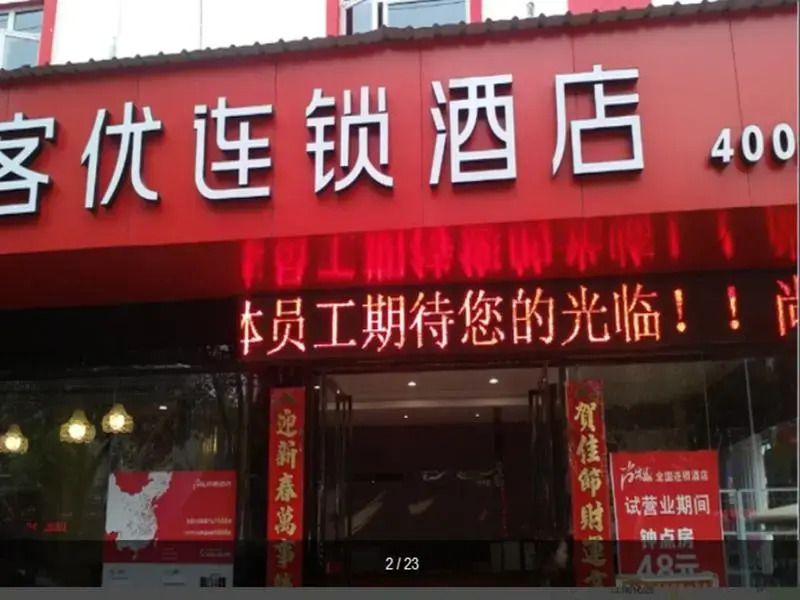 客优连锁酒店
400
体员工期待您的光临！！尚
迎新春萬事
贺佳節財運
全国连锁酒店
试营业期间
钟点房
48元
2 / 23